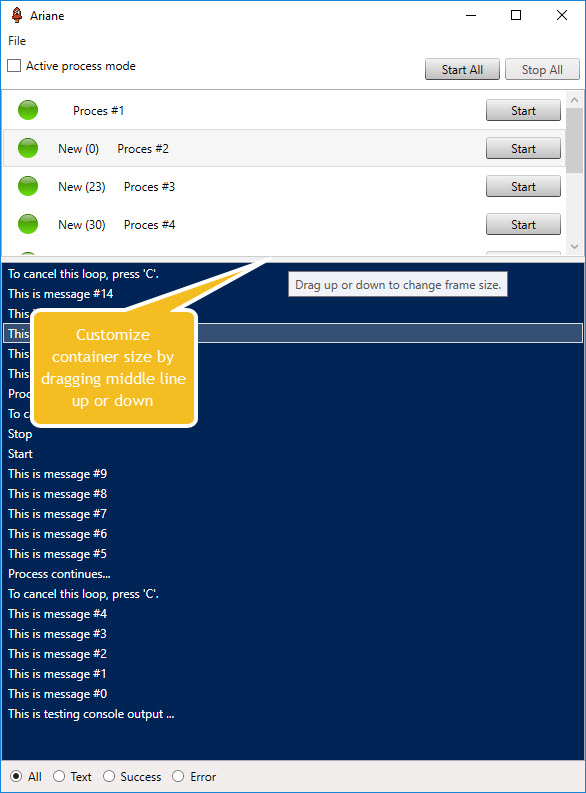 Ariane
File
Active process mode
Start All
Stop All
Proces #1
Start
New (0) Proces #2
Start
New (23) Proces #3
Start
New (30) Proces #4
Start
To cancel this loop, press 'C'.
Drag up or down to change frame size.
This is message #14
This
This
This
This
Customize
container size by
dragging middle line
up or down
Proc
To c
Stop
Start
This is message #9
This is message #8
This is message #7
This is message #6
This is message #5
Process continues...
To cancel this loop, press 'C'.
This is message #4
This is message #3
This is message #2
This is message #1
This is message #0
This is testing console output ...
All Text Success Error